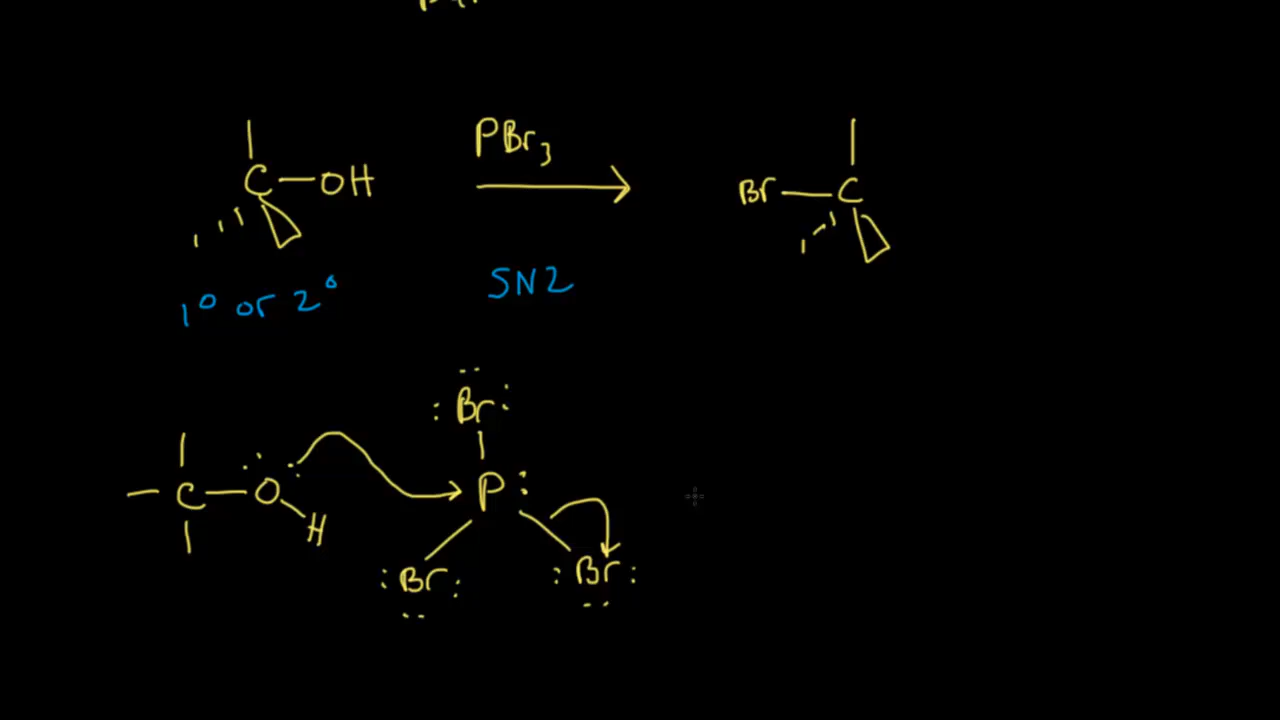 C—OH
PBr₃
Br—C
1° or 2°
SN2
:Br:
C—O
H
P:
:Br:
:Br: